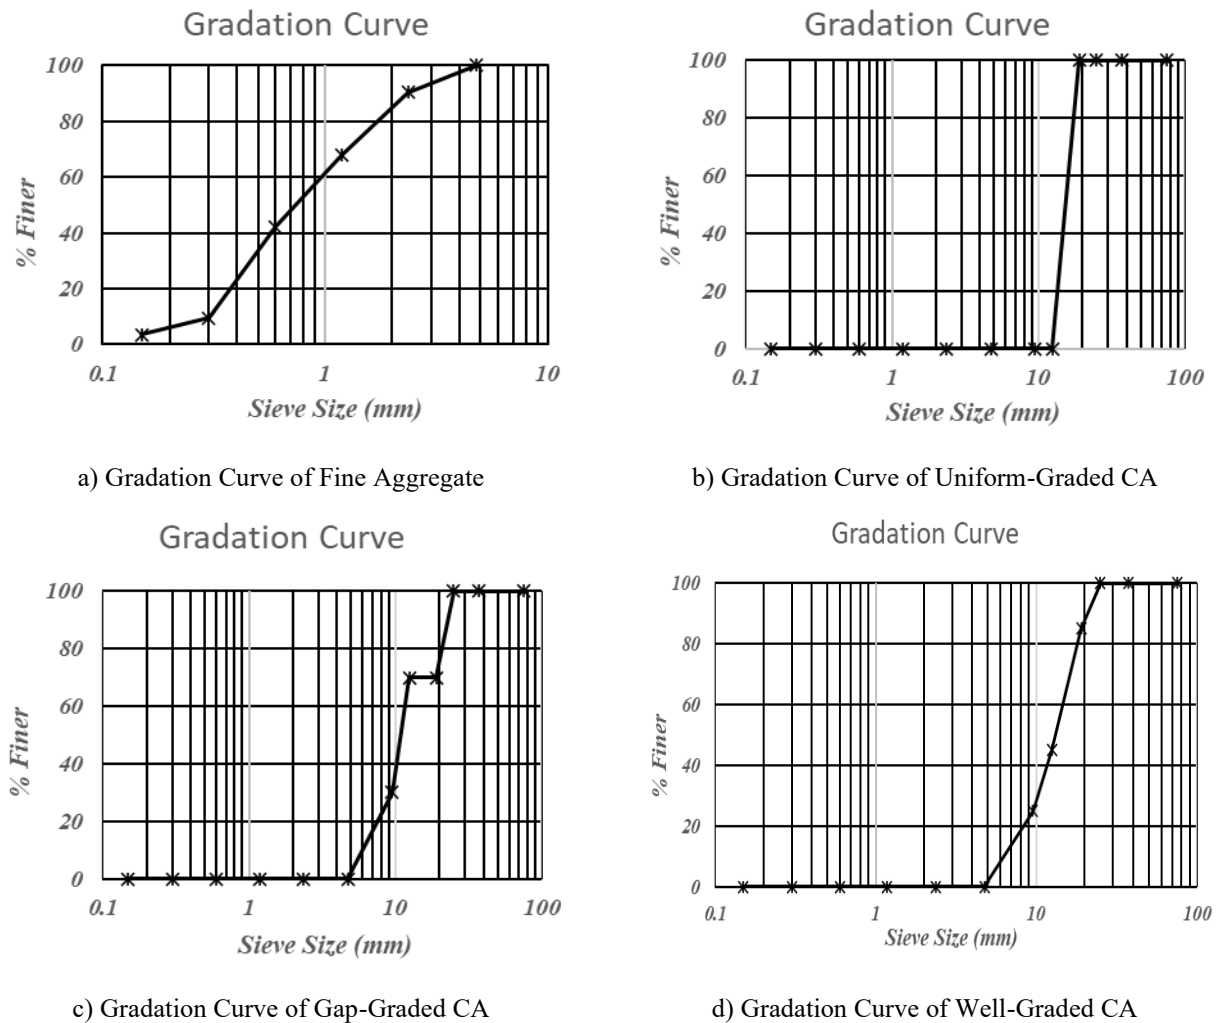 Gradation Curve
100
80
60
40
20
0
% Finer
0.1 1 10
Sieve Size (mm)
a) Gradation Curve of Fine Aggregate
Gradation Curve
100
80
60
40
20
0
% Finer
0.1 1 10 100
Sieve Size (mm)
b) Gradation Curve of Uniform-Graded CA
Gradation Curve
100
80
60
40
20
0
% Finer
0.1 1 10 100
Sieve Size (mm)
c) Gradation Curve of Gap-Graded CA
Gradation Curve
100
80
60
40
20
0
% Finer
0.1 1 10 100
Sieve Size (mm)
d) Gradation Curve of Well-Graded CA